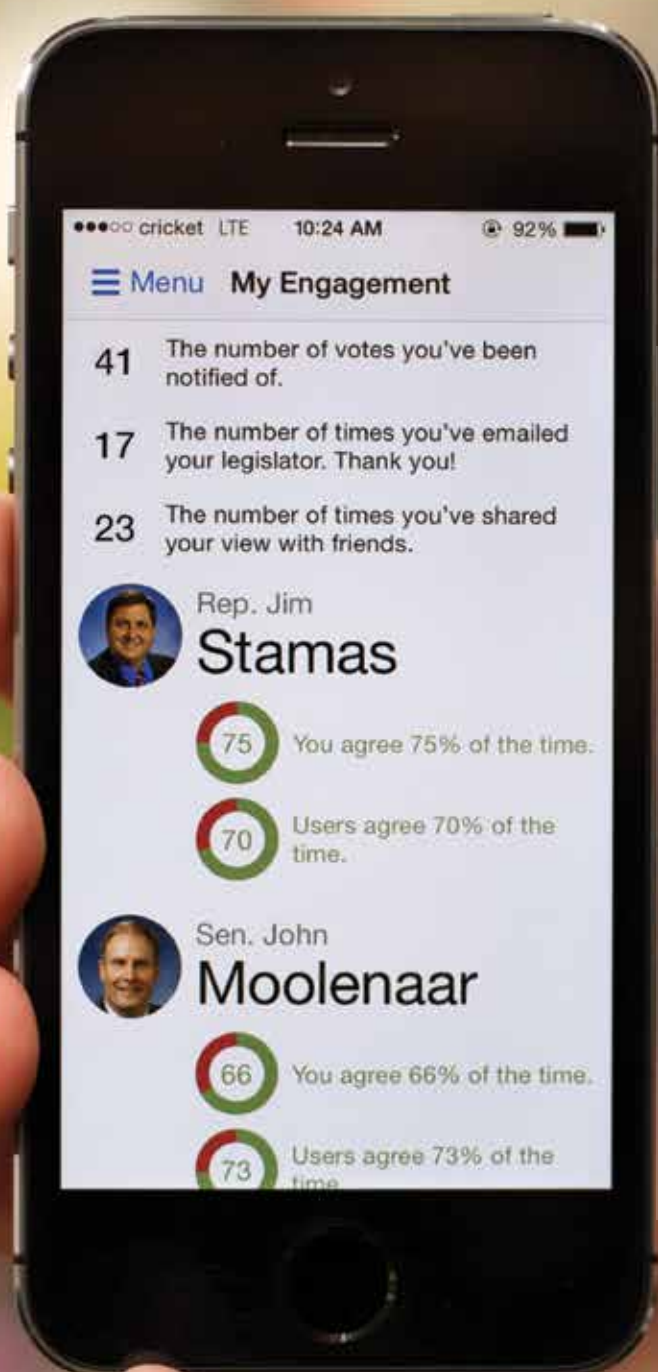 cricket LTE 10:24 AM 92%
Menu My Engagement
41 The number of votes you've been
notified of.
17 The number of times you've emailed
your legislator. Thank you!
23 The number of times you've shared
your view with friends.
Rep. Jim
Stamas
75 You agree 75% of the time.
70 Users agree 70% of the
time.
Sen. John
Moolenaar
66 You agree 66% of the time.
73 Users agree 73% of the
time